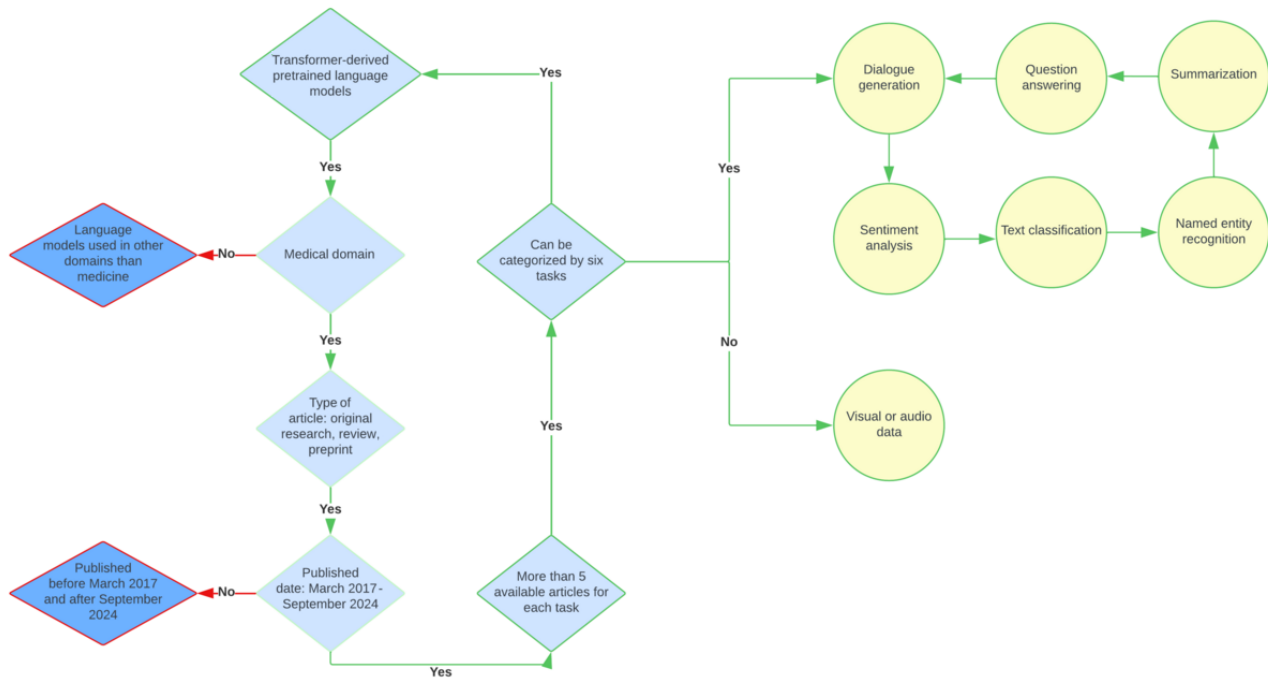 Transformer-derived
pretrained language
models
Yes
Yes
Language
models used in other
domains than
medicine
No
Medical domain
Yes
Type of
article: original
research, review,
preprint
Yes
Published
before March 2017
and after September
2024
No
Published
date: March 2017-
September 2024
Yes
More than 5
available articles for
each task
Yes
Can be
categorized by six
tasks
Yes
No
Dialogue
generation
Question
answering
Summarization
Sentiment
analysis
Text classification
Named entity
recognition
Visual or audio
data